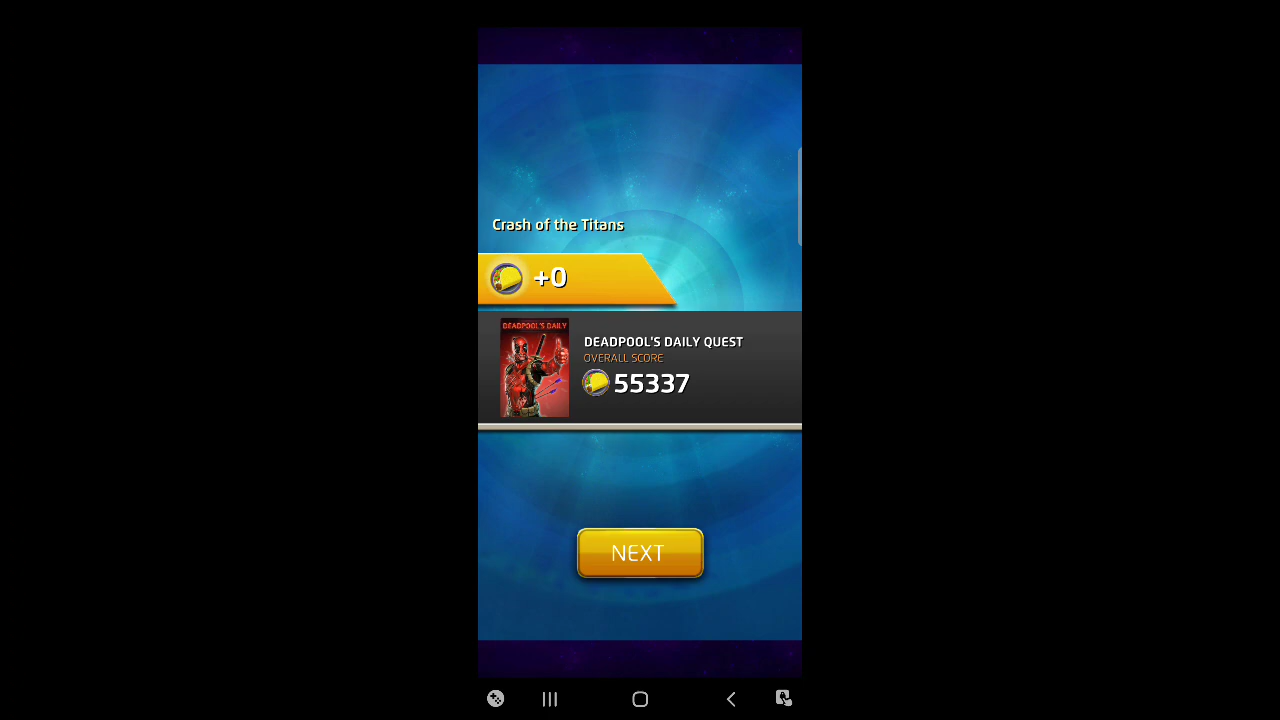 Crash of the Titans
+0
DEADPOOL'S DAILY
DEADPOOL'S DAILY QUEST
OVERALL SCORE
55337
NEXT